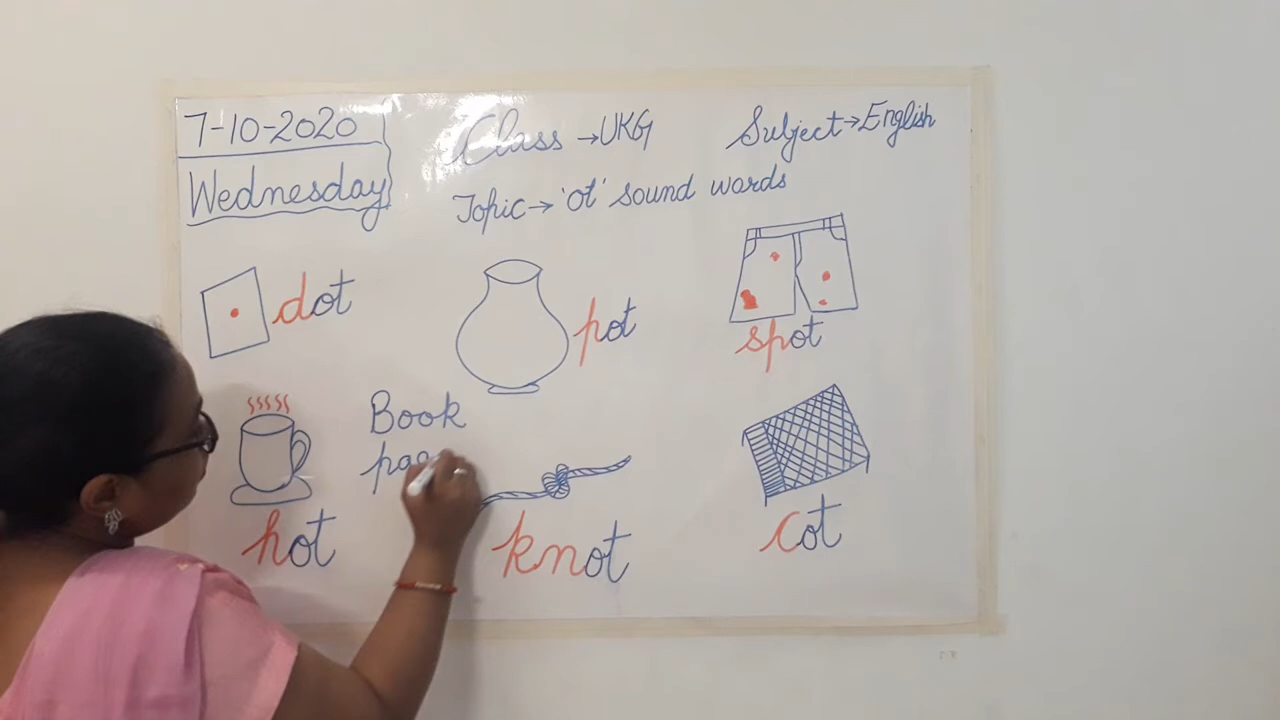 7-10-2020
Wednesday
Class → UKG
Subject → English
Topic → 'ot' sound words
dot
pot
spot
Book
hot
knot
cot